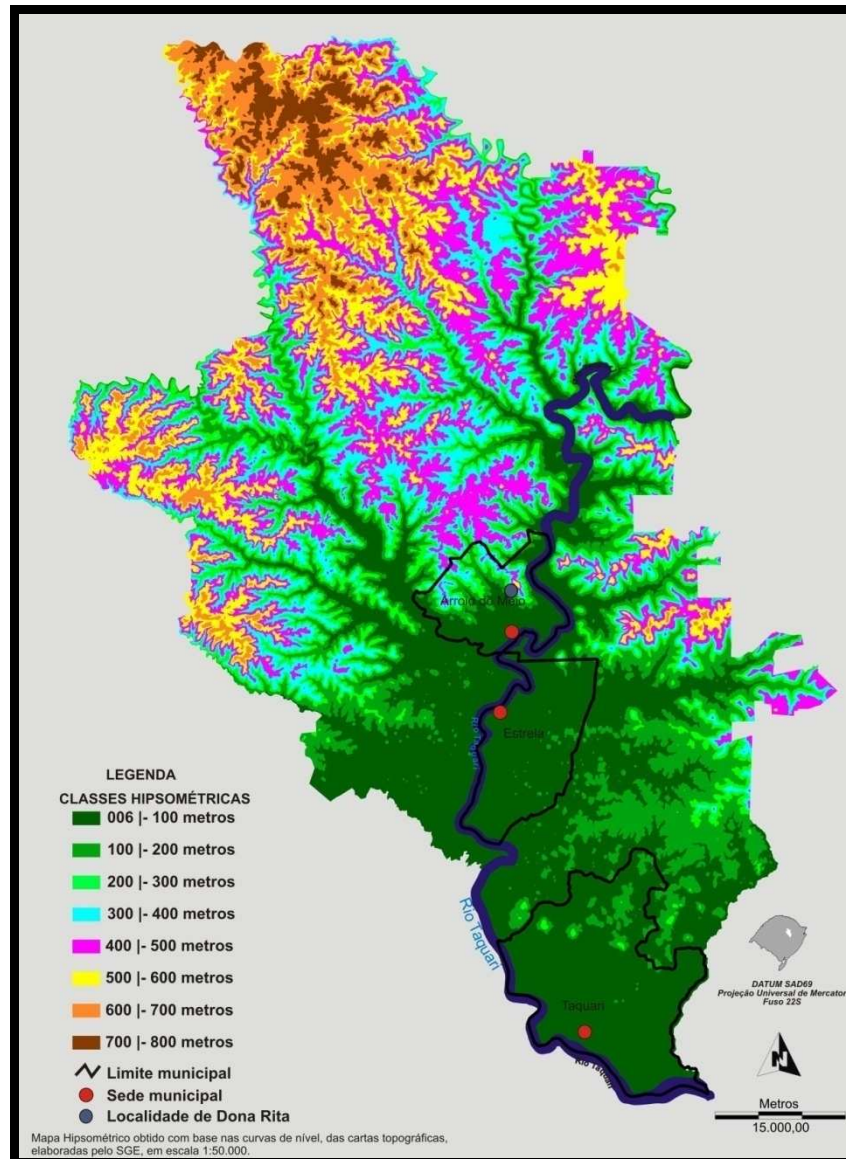 Arroio do Meio
Rio Taquari
Estrela
Rio Taquari
Taquari
Rio Taquari
LEGENDA
CLASSES HIPSOMÉTRICAS
006 |- 100 metros
100 |- 200 metros
200 |- 300 metros
300 |- 400 metros
400 |- 500 metros
500 |- 600 metros
600 |- 700 metros
700 |- 800 metros
Limite municipal
Sede municipal
Localidade de Dona Rita
DATUM SAD69
Projeção Universal de Mercator
Fuso 22S
N
Metros
15.000,00
Mapa Hipsométrico obtido com base nas curvas de nível, das cartas topográficas,
elaboradas pelo SGE, em escala 1:50.000.